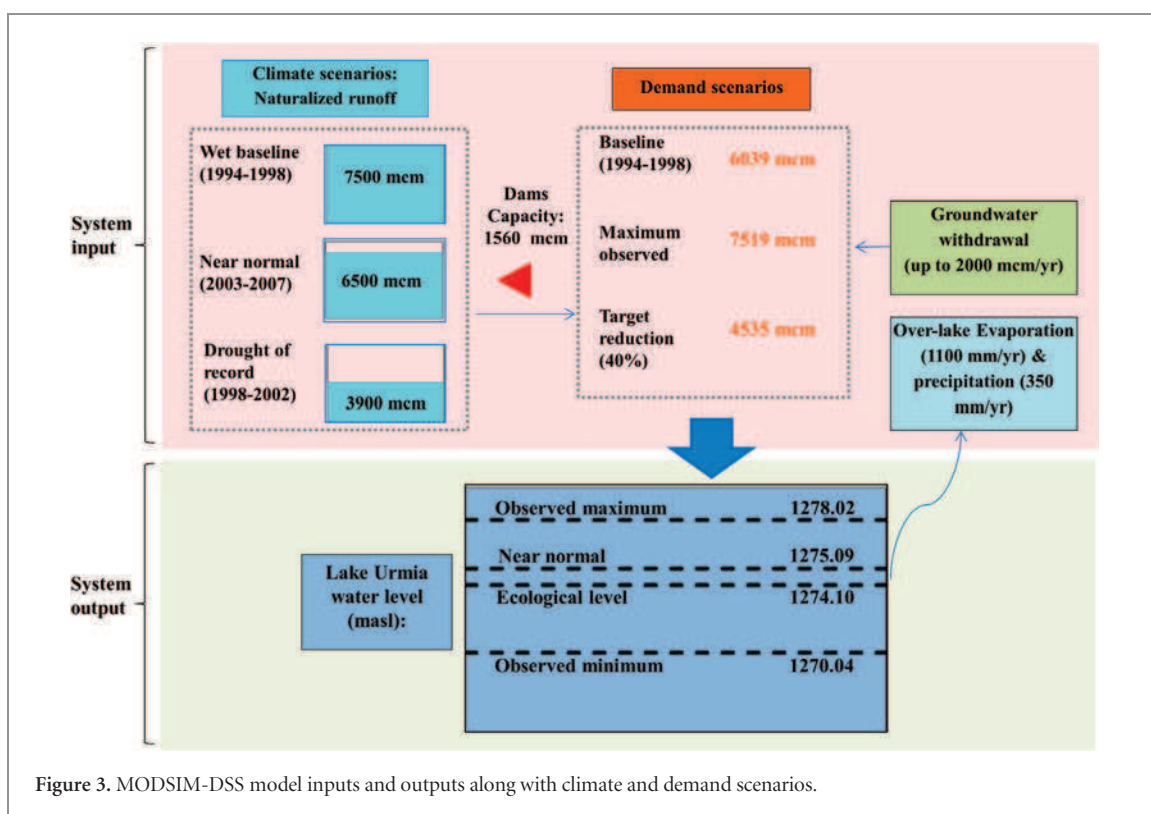 System
input
Climate scenarios:
Naturalized runoff
Wet baseline
(1994-1998)
7500 mcm
Near normal
(2003-2007)
6500 mcm
Drought of
record
(1998-2002)
3900 mcm
Dams
Capacity:
1560 mcm
Demand scenarios
Baseline
(1994-1998)
6039 mcm
Maximum
observed
7519 mcm
Target
reduction
(40%)
4535 mcm
Groundwater
withdrawal
(up to 2000 mcm/yr)
Over-lake Evaporation
(1100 mm/yr) &
precipitation (350
mm/yr)
System
output
Lake Urmia
water level
(masl):
Observed maximum 1278.02
Near normal 1275.09
Ecological level 1274.10
Observed minimum 1270.04
Figure 3. MODSIM-DSS model inputs and outputs along with climate and demand scenarios.